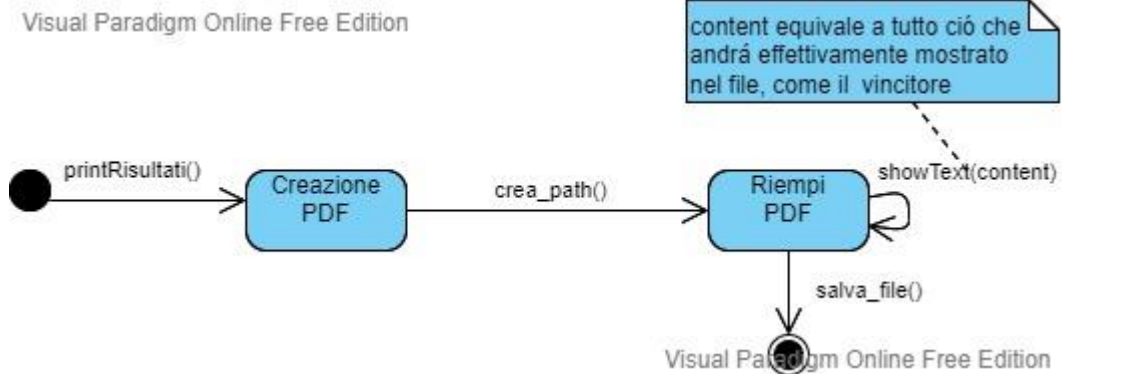 Visual Paradigm Online Free Edition
content equivale a tutto ció che
andrá effettivamente mostrato
nel file, come il vincitore
printRisultati()
Creazione
PDF
crea_path()
Riempi
PDF
showText(content)
salva_file()
Visual Paradigm Online Free Edition